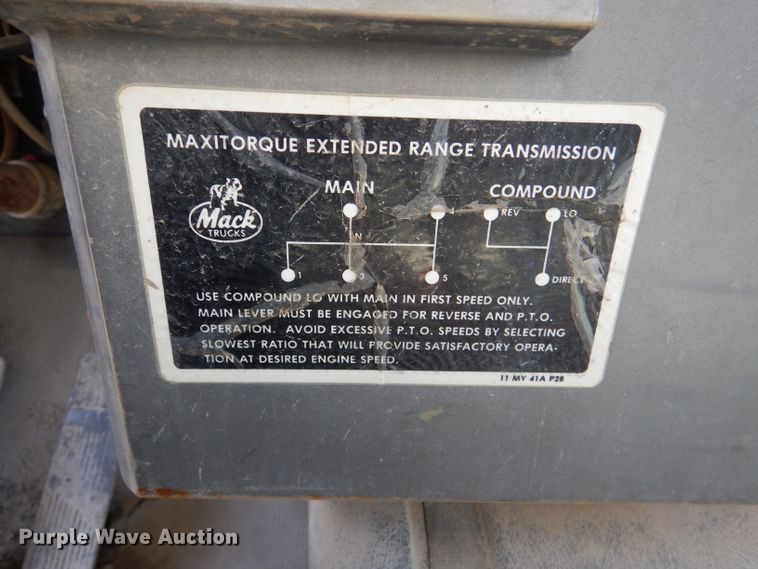 MAXITORQUE EXTENDED RANGE TRANSMISSION
MAIN COMPOUND
Mack
TRUCKS
4 REV LO
N
1 3 5 DIRECT
USE COMPOUND LO WITH MAIN IN FIRST SPEED ONLY.
MAIN LEVER MUST BE ENGAGED FOR REVERSE AND P.T.O.
OPERATION. AVOID EXCESSIVE P.T.O. SPEEDS BY SELECTING
SLOWEST RATIO THAT WILL PROVIDE SATISFACTORY OPERA-
TION AT DESIRED ENGINE SPEED.
11 MY 41A P28
Purple Wave Auction